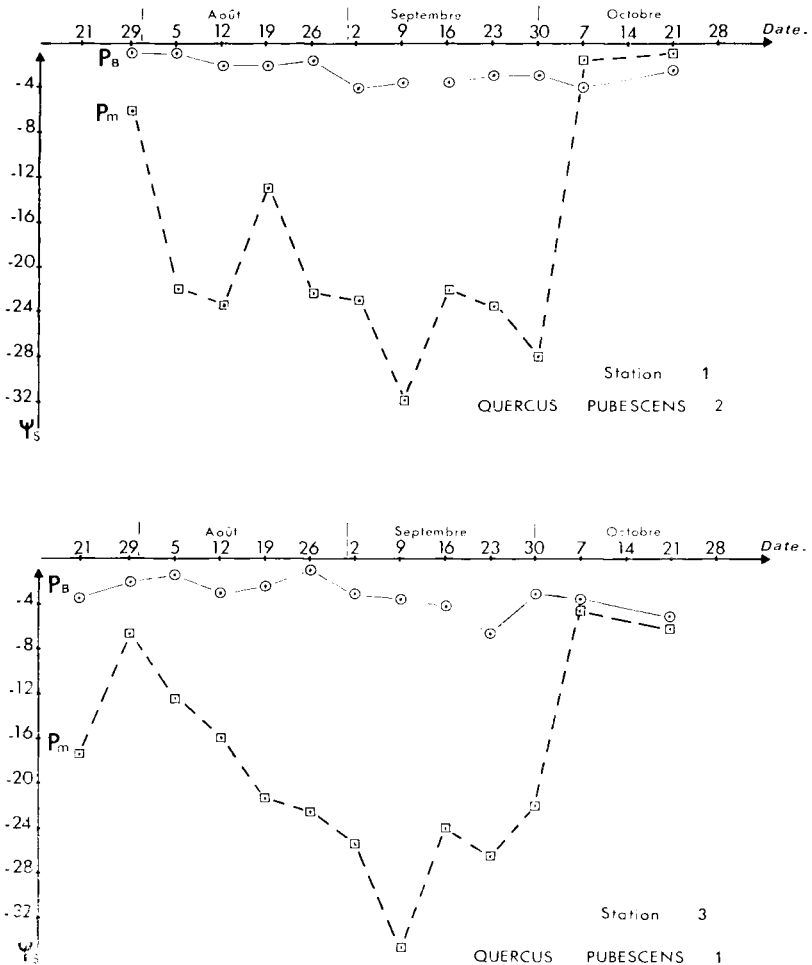 Août Septembre Octobre
21 29 5 12 19 26 2 9 16 23 30 7 14 21 28 Date.
PB
-4
Pm
-8
-12
-16
-20
-24
-28
Station 1
-32
QUERCUS PUBESCENS 2
Ψs
Août Septembre Octobre
21 29 5 12 19 26 2 9 16 23 30 7 14 21 28 Date.
PB
-4
-8
-12
-16
Pm
-20
-24
-28
-32
Station 3
Ψs
QUERCUS PUBESCENS 1